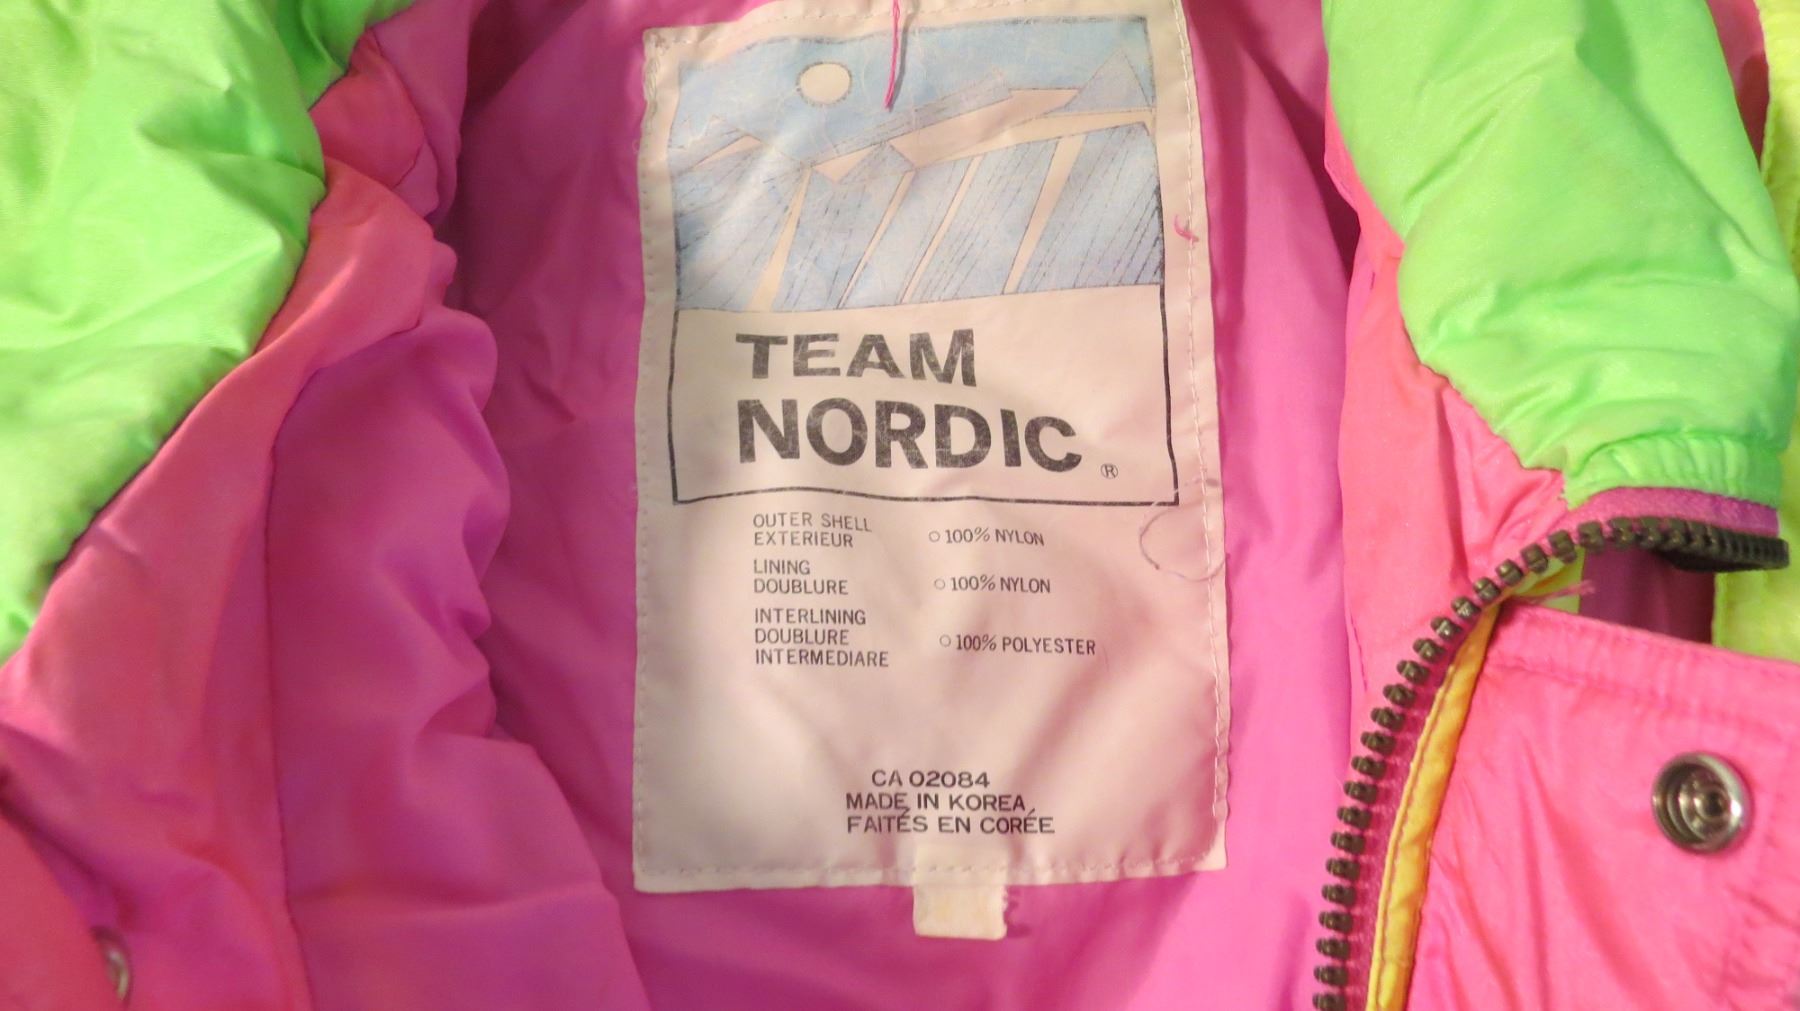 TEAM
NORDIC ®
OUTER SHELL
EXTERIEUR ○ 100% NYLON
LINING
DOUBLURE ○ 100% NYLON
INTERLINING
DOUBLURE ○ 100% POLYESTER
INTERMEDIARE
CA 02084
MADE IN KOREA
FAITÉS EN CORÉE